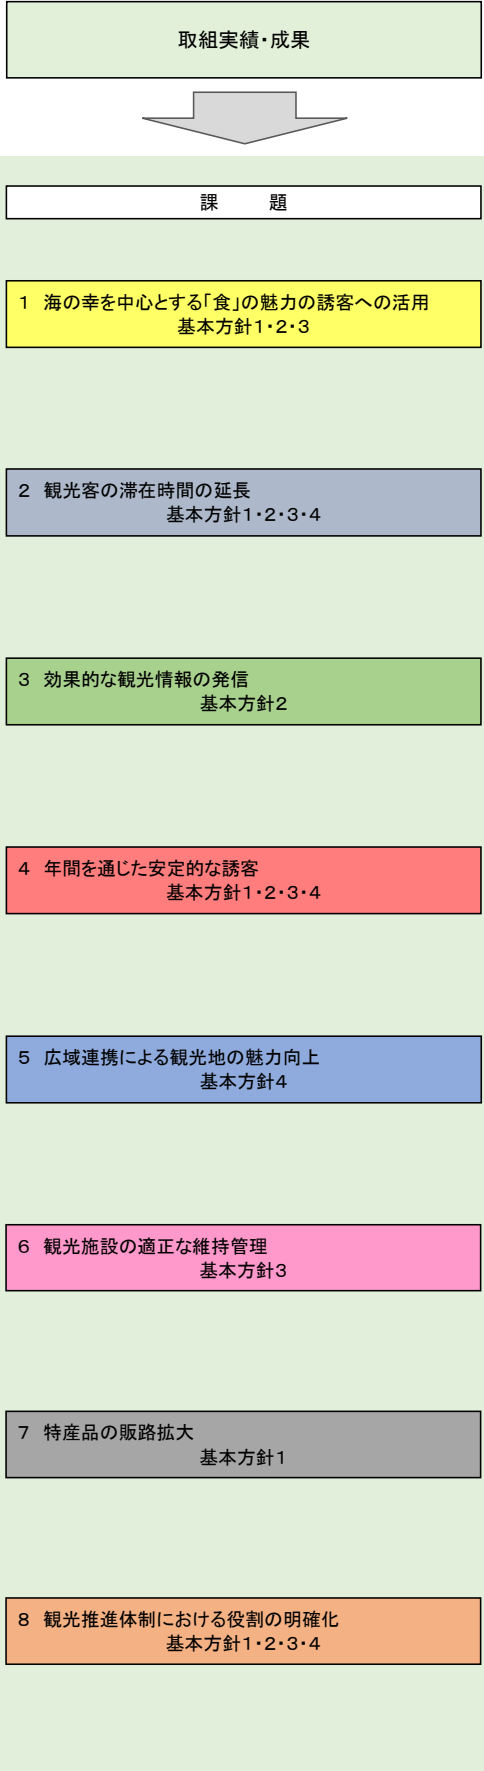 取組実績・成果
課　　題
１　海の幸を中心とする「食」の魅力の誘客への活用
基本方針１・２・３
２　観光客の滞在時間の延長
基本方針１・２・３・４
３　効果的な観光情報の発信
基本方針２
４　年間を通じた安定的な誘客
基本方針１・２・３・４
５　広域連携による観光地の魅力向上
基本方針４
６　観光施設の適正な維持管理
基本方針３
７　特産品の販路拡大
基本方針１
８　観光推進体制における役割の明確化
基本方針１・２・３・４